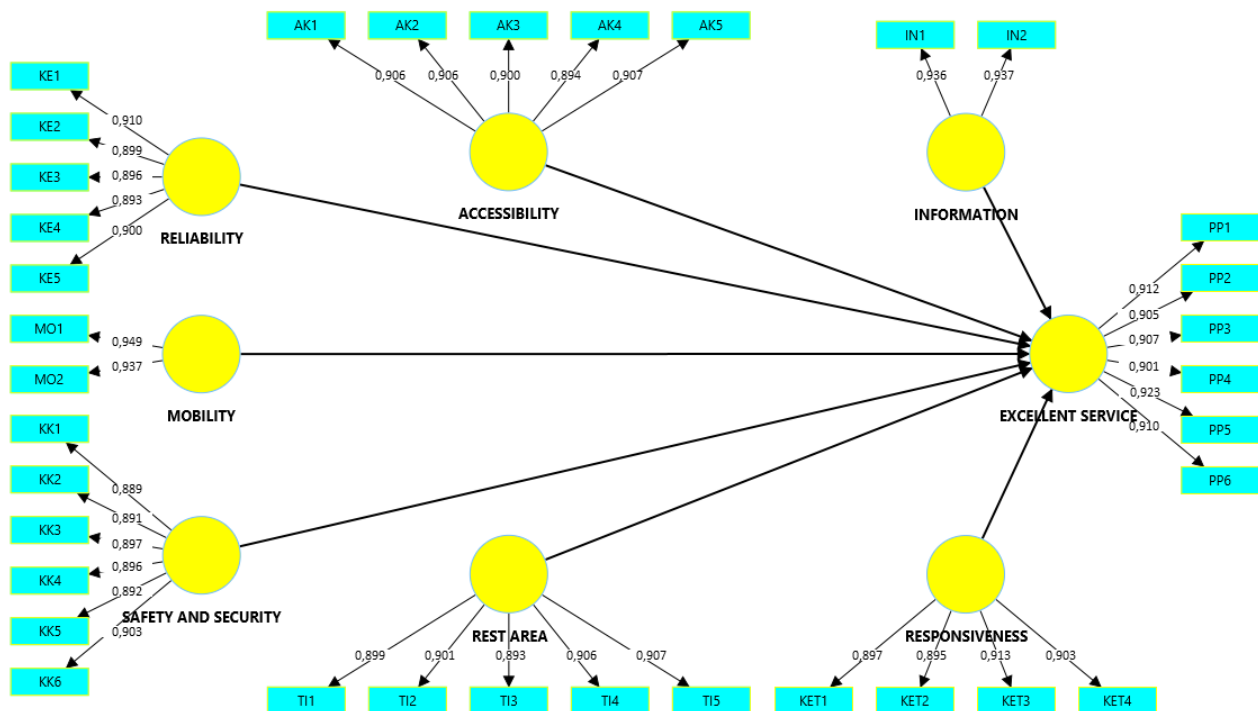 AK1
AK2
AK3
AK4
AK5
0,906
0,906
0,900
0,894
0,907
ACCESSIBILITY
IN1
IN2
0,936
0,937
INFORMATION
KE1
KE2
KE3
KE4
KE5
0,910
0,899
0,896
0,893
0,900
RELIABILITY
MO1
MO2
0,949
0,937
MOBILITY
PP1
PP2
PP3
PP4
PP5
PP6
0,912
0,905
0,907
0,901
0,923
0,910
EXCELLENT SERVICE
KK1
KK2
KK3
KK4
KK5
KK6
0,889
0,891
0,897
0,896
0,892
0,903
SAFETY AND SECURITY
REST AREA
0,899
0,901
0,893
0,906
0,907
TI1
TI2
TI3
TI4
TI5
RESPONSIVENESS
0,897
0,895
0,913
0,903
KET1
KET2
KET3
KET4